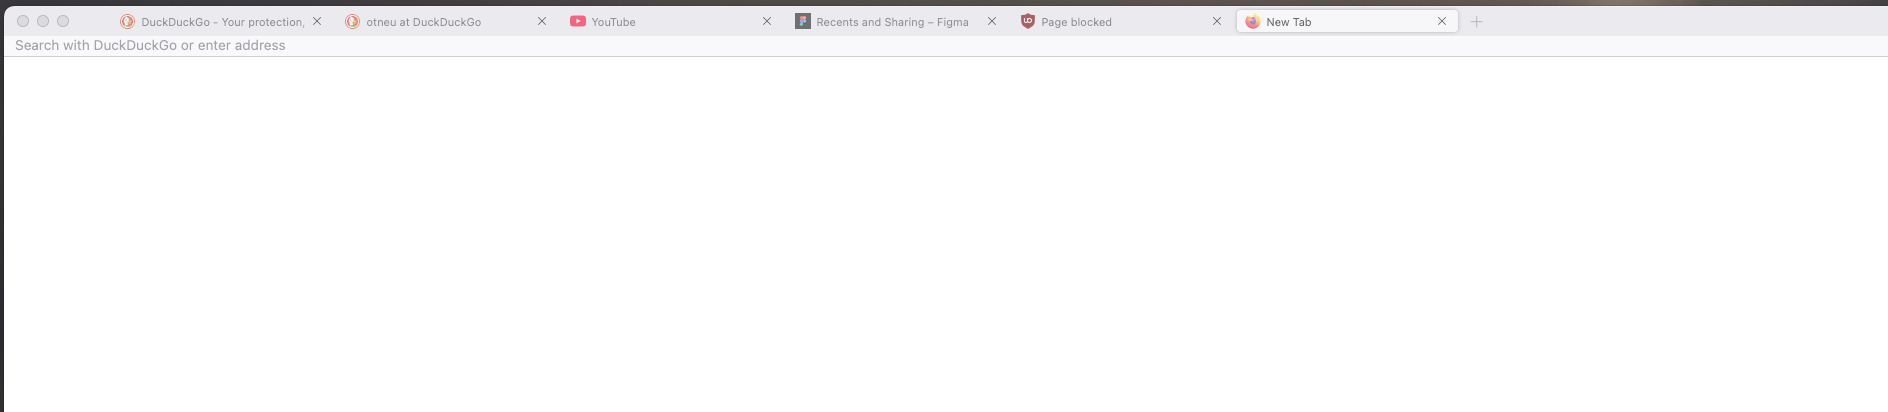 DuckDuckGo - Your protection,
otneu at DuckDuckGo
YouTube
Recents and Sharing – Figma
Page blocked
New Tab
Search with DuckDuckGo or enter address